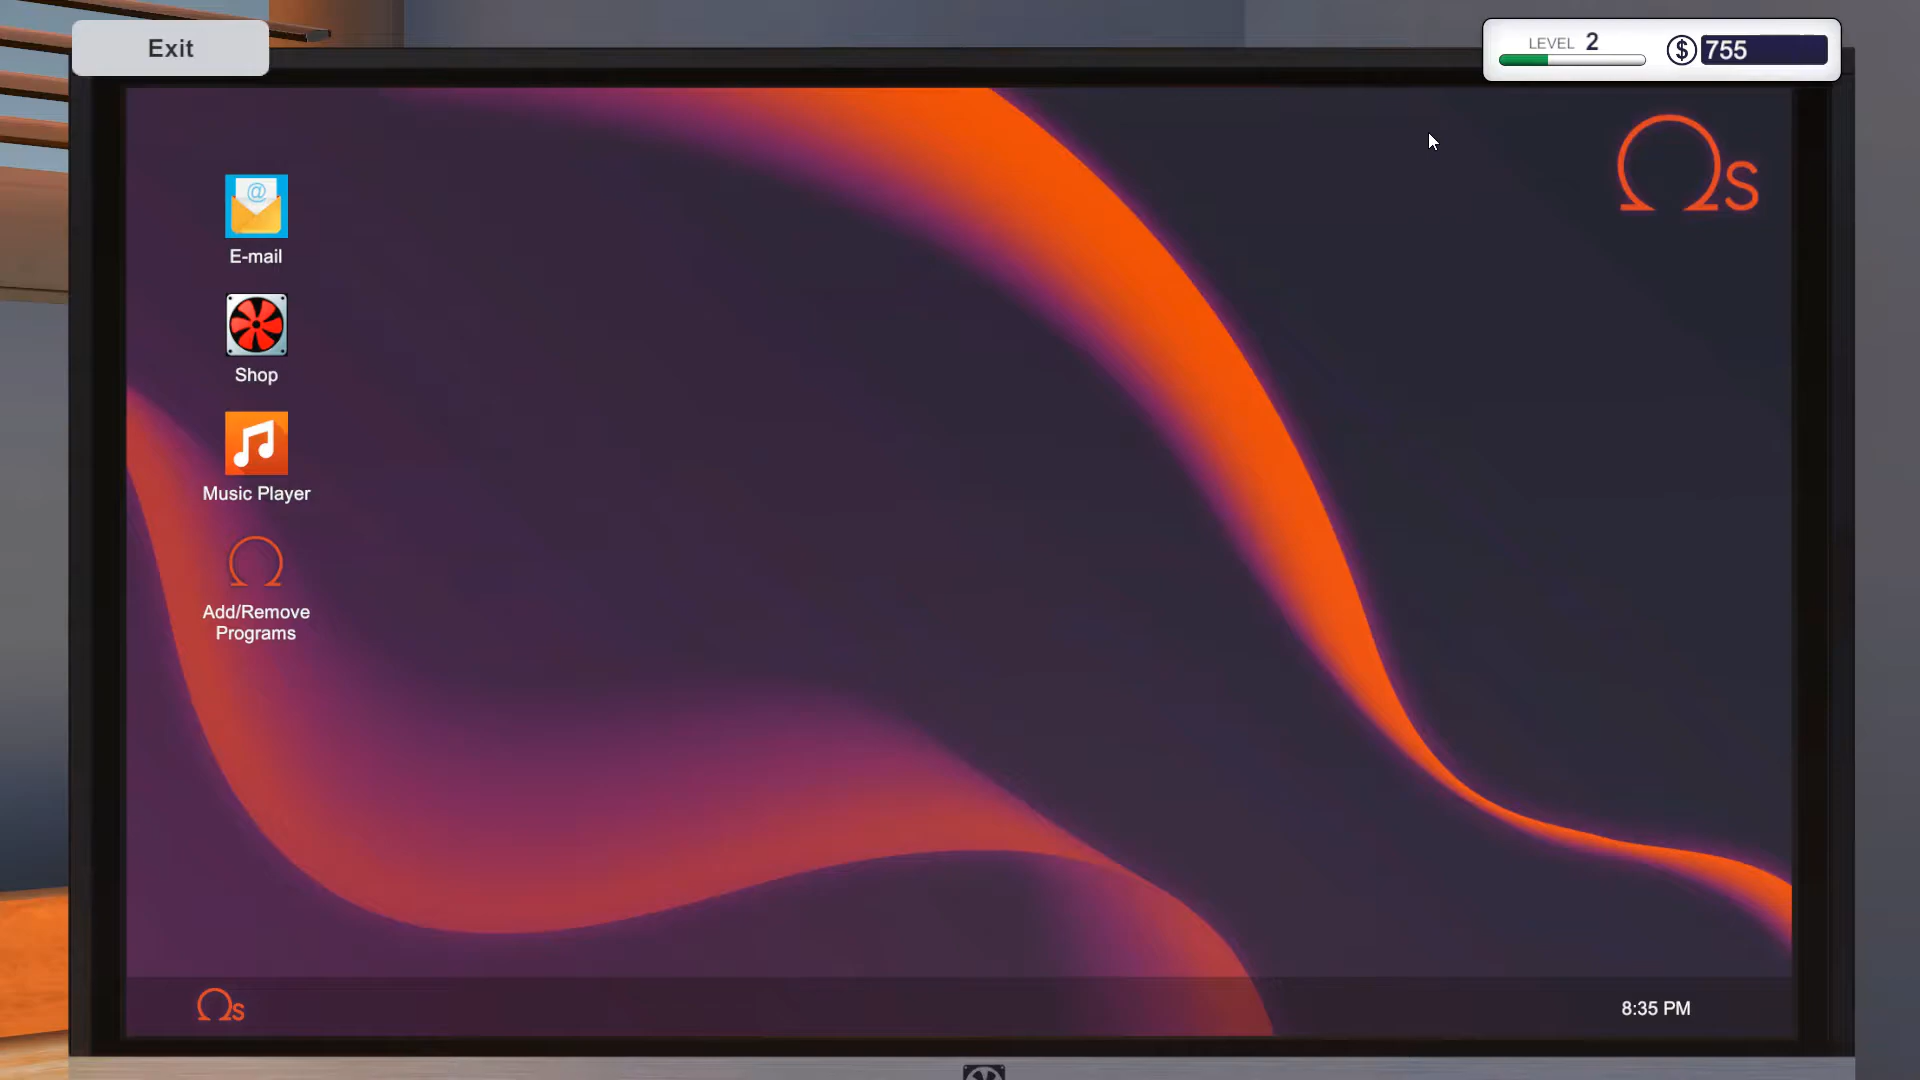 Exit
LEVEL 2
$ 755
Ωs
E-mail
Shop
Music Player
Add/Remove
Programs
Ωs
8:35 PM